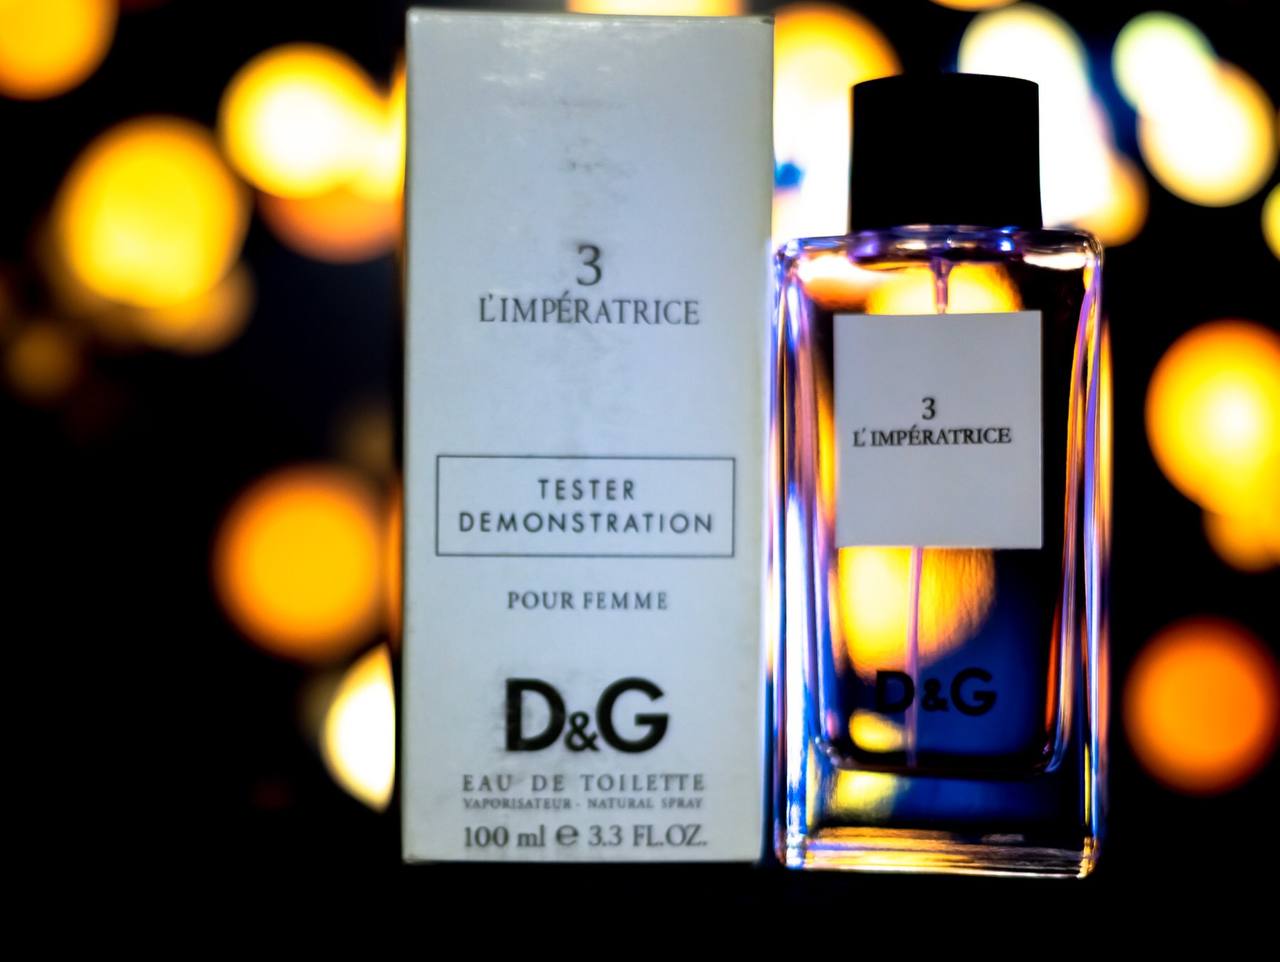 3
L'IMPÉRATRICE
TESTER
DEMONSTRATION
POUR FEMME
D&G
EAU DE TOILETTE
VAPORISATEUR - NATURAL SPRAY
100 ml ℮ 3.3 FL.OZ.
3
L'IMPÉRATRICE
D&G